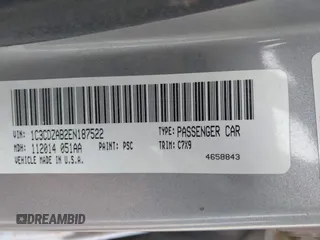 VIN: 1C3CDZAB2EN187522
TYPE: PASSENGER CAR
MDH: 112014 051AA
PAINT: PSC
TRIM: C7X9
VEHICLE MADE IN U.S.A.
4658843
DREAMBID